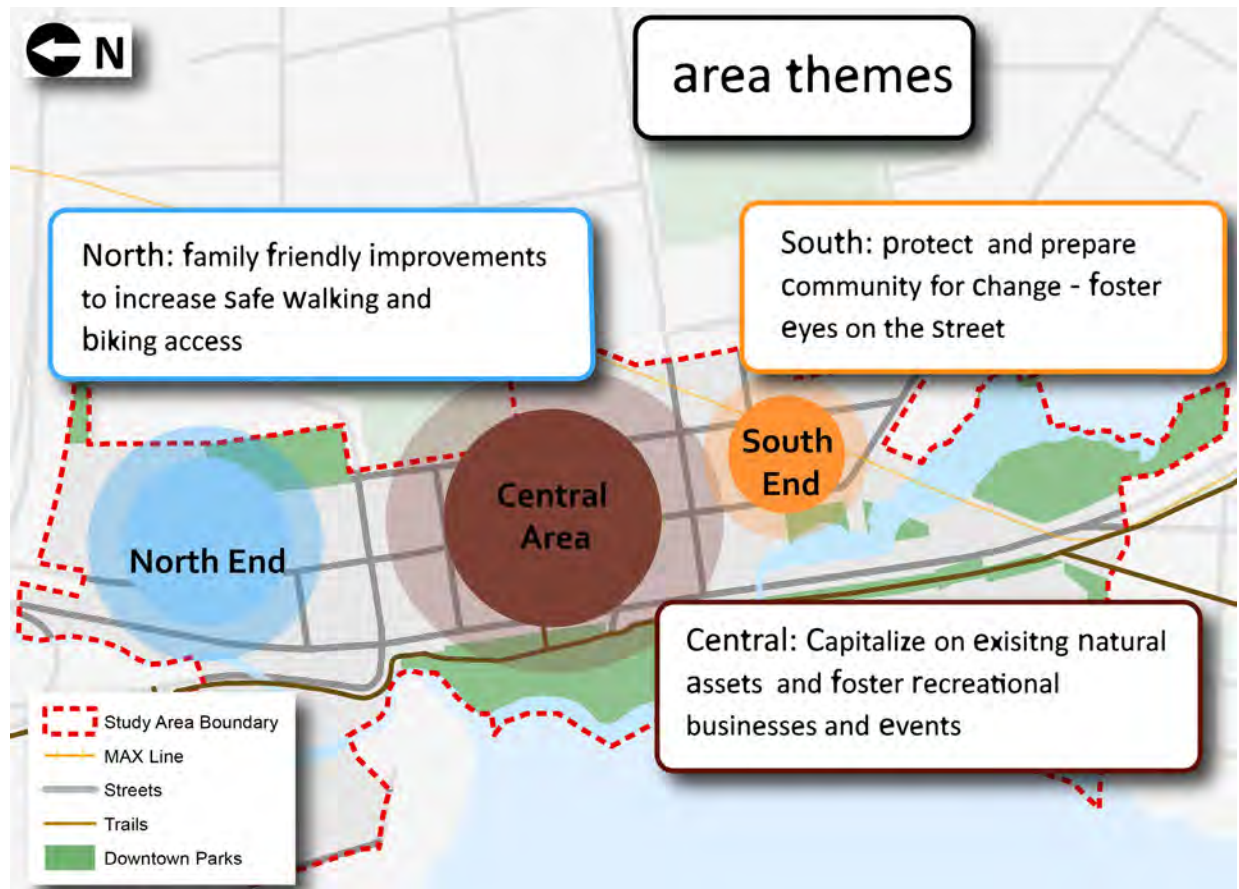 N
area themes
North: family friendly improvements
to increase safe walking and
biking access
South: protect and prepare
community for change - foster
eyes on the street
North End
Central
Area
South
End
Central: Capitalize on exisitng natural
assets and foster recreational
businesses and events
Study Area Boundary
MAX Line
Streets
Trails
Downtown Parks